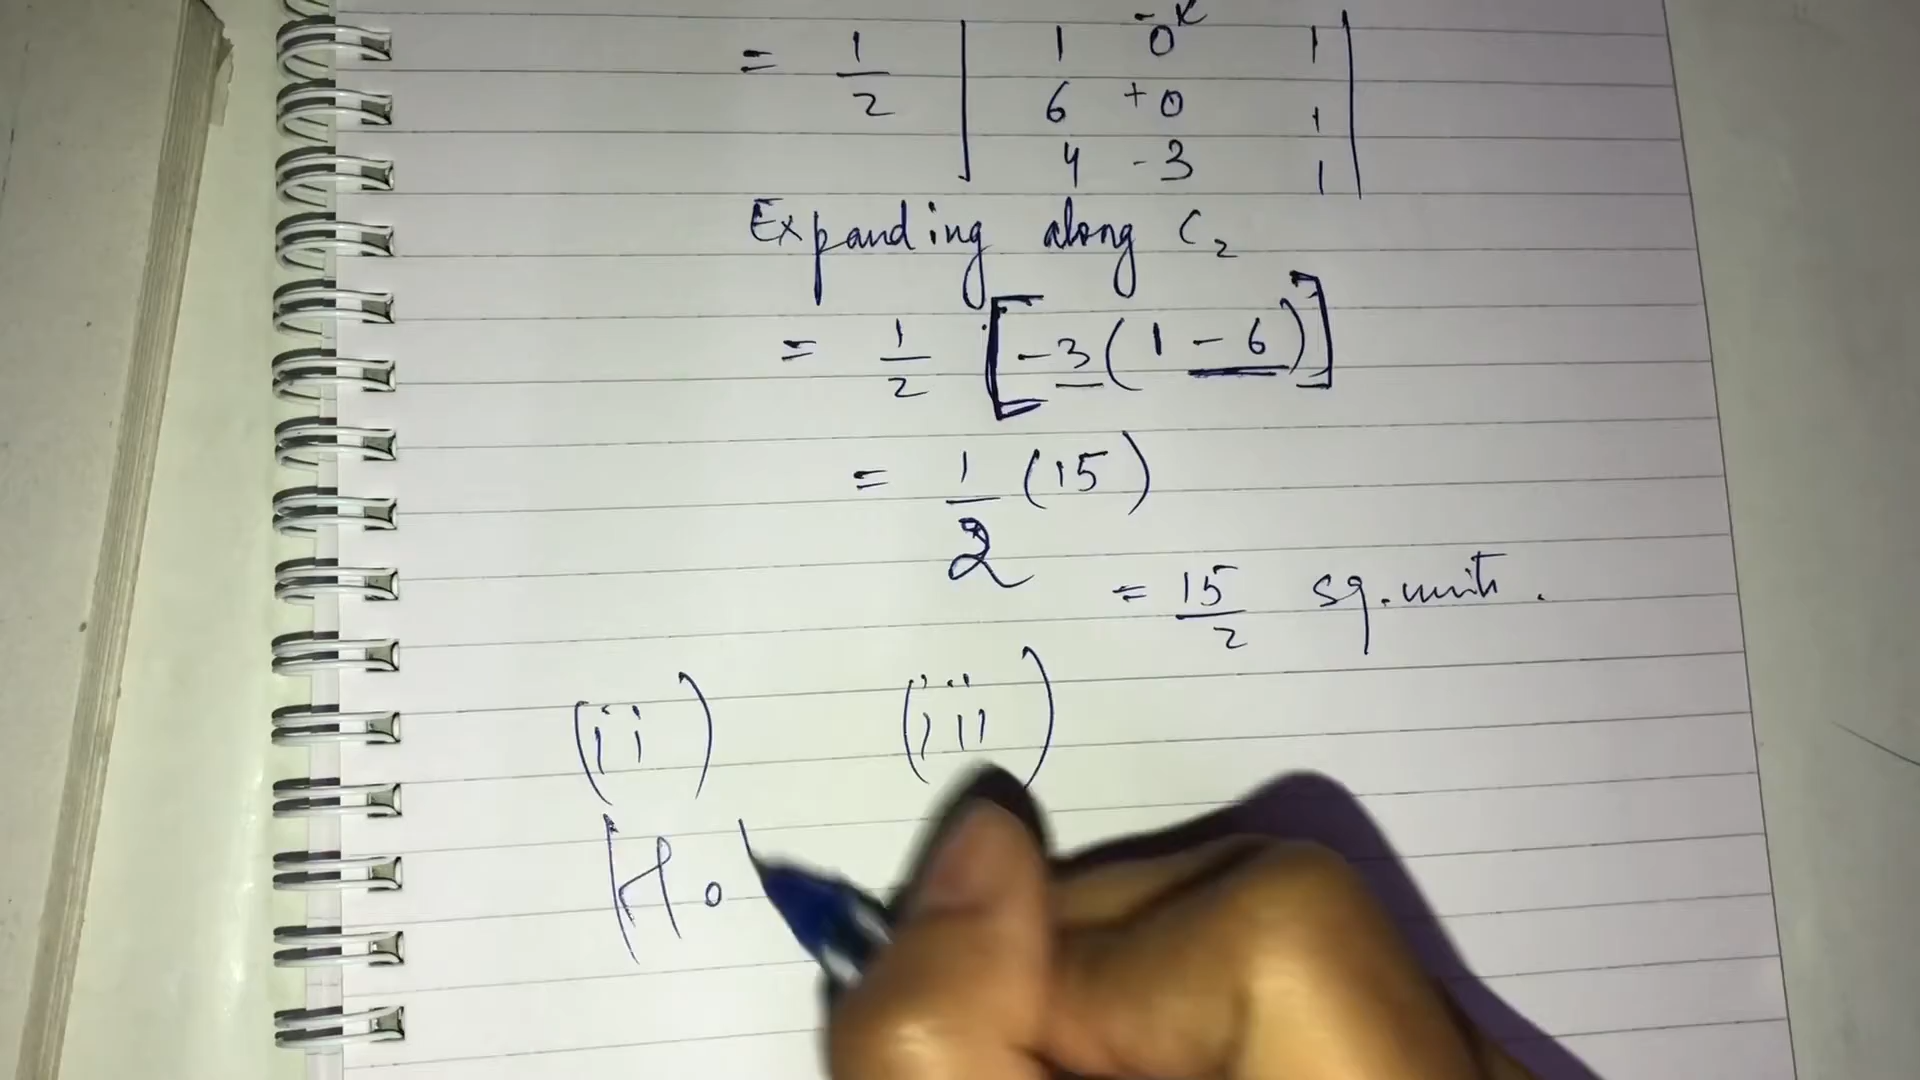 = 1/2 | 1 -0 1 |
| 6 +0 1 |
| 4 -3 1 |
Expanding along C2
= 1/2 [-3(1-6)]
= 1/2 (15)
= 15/2 sq. units.
(ii) (iii)
H.